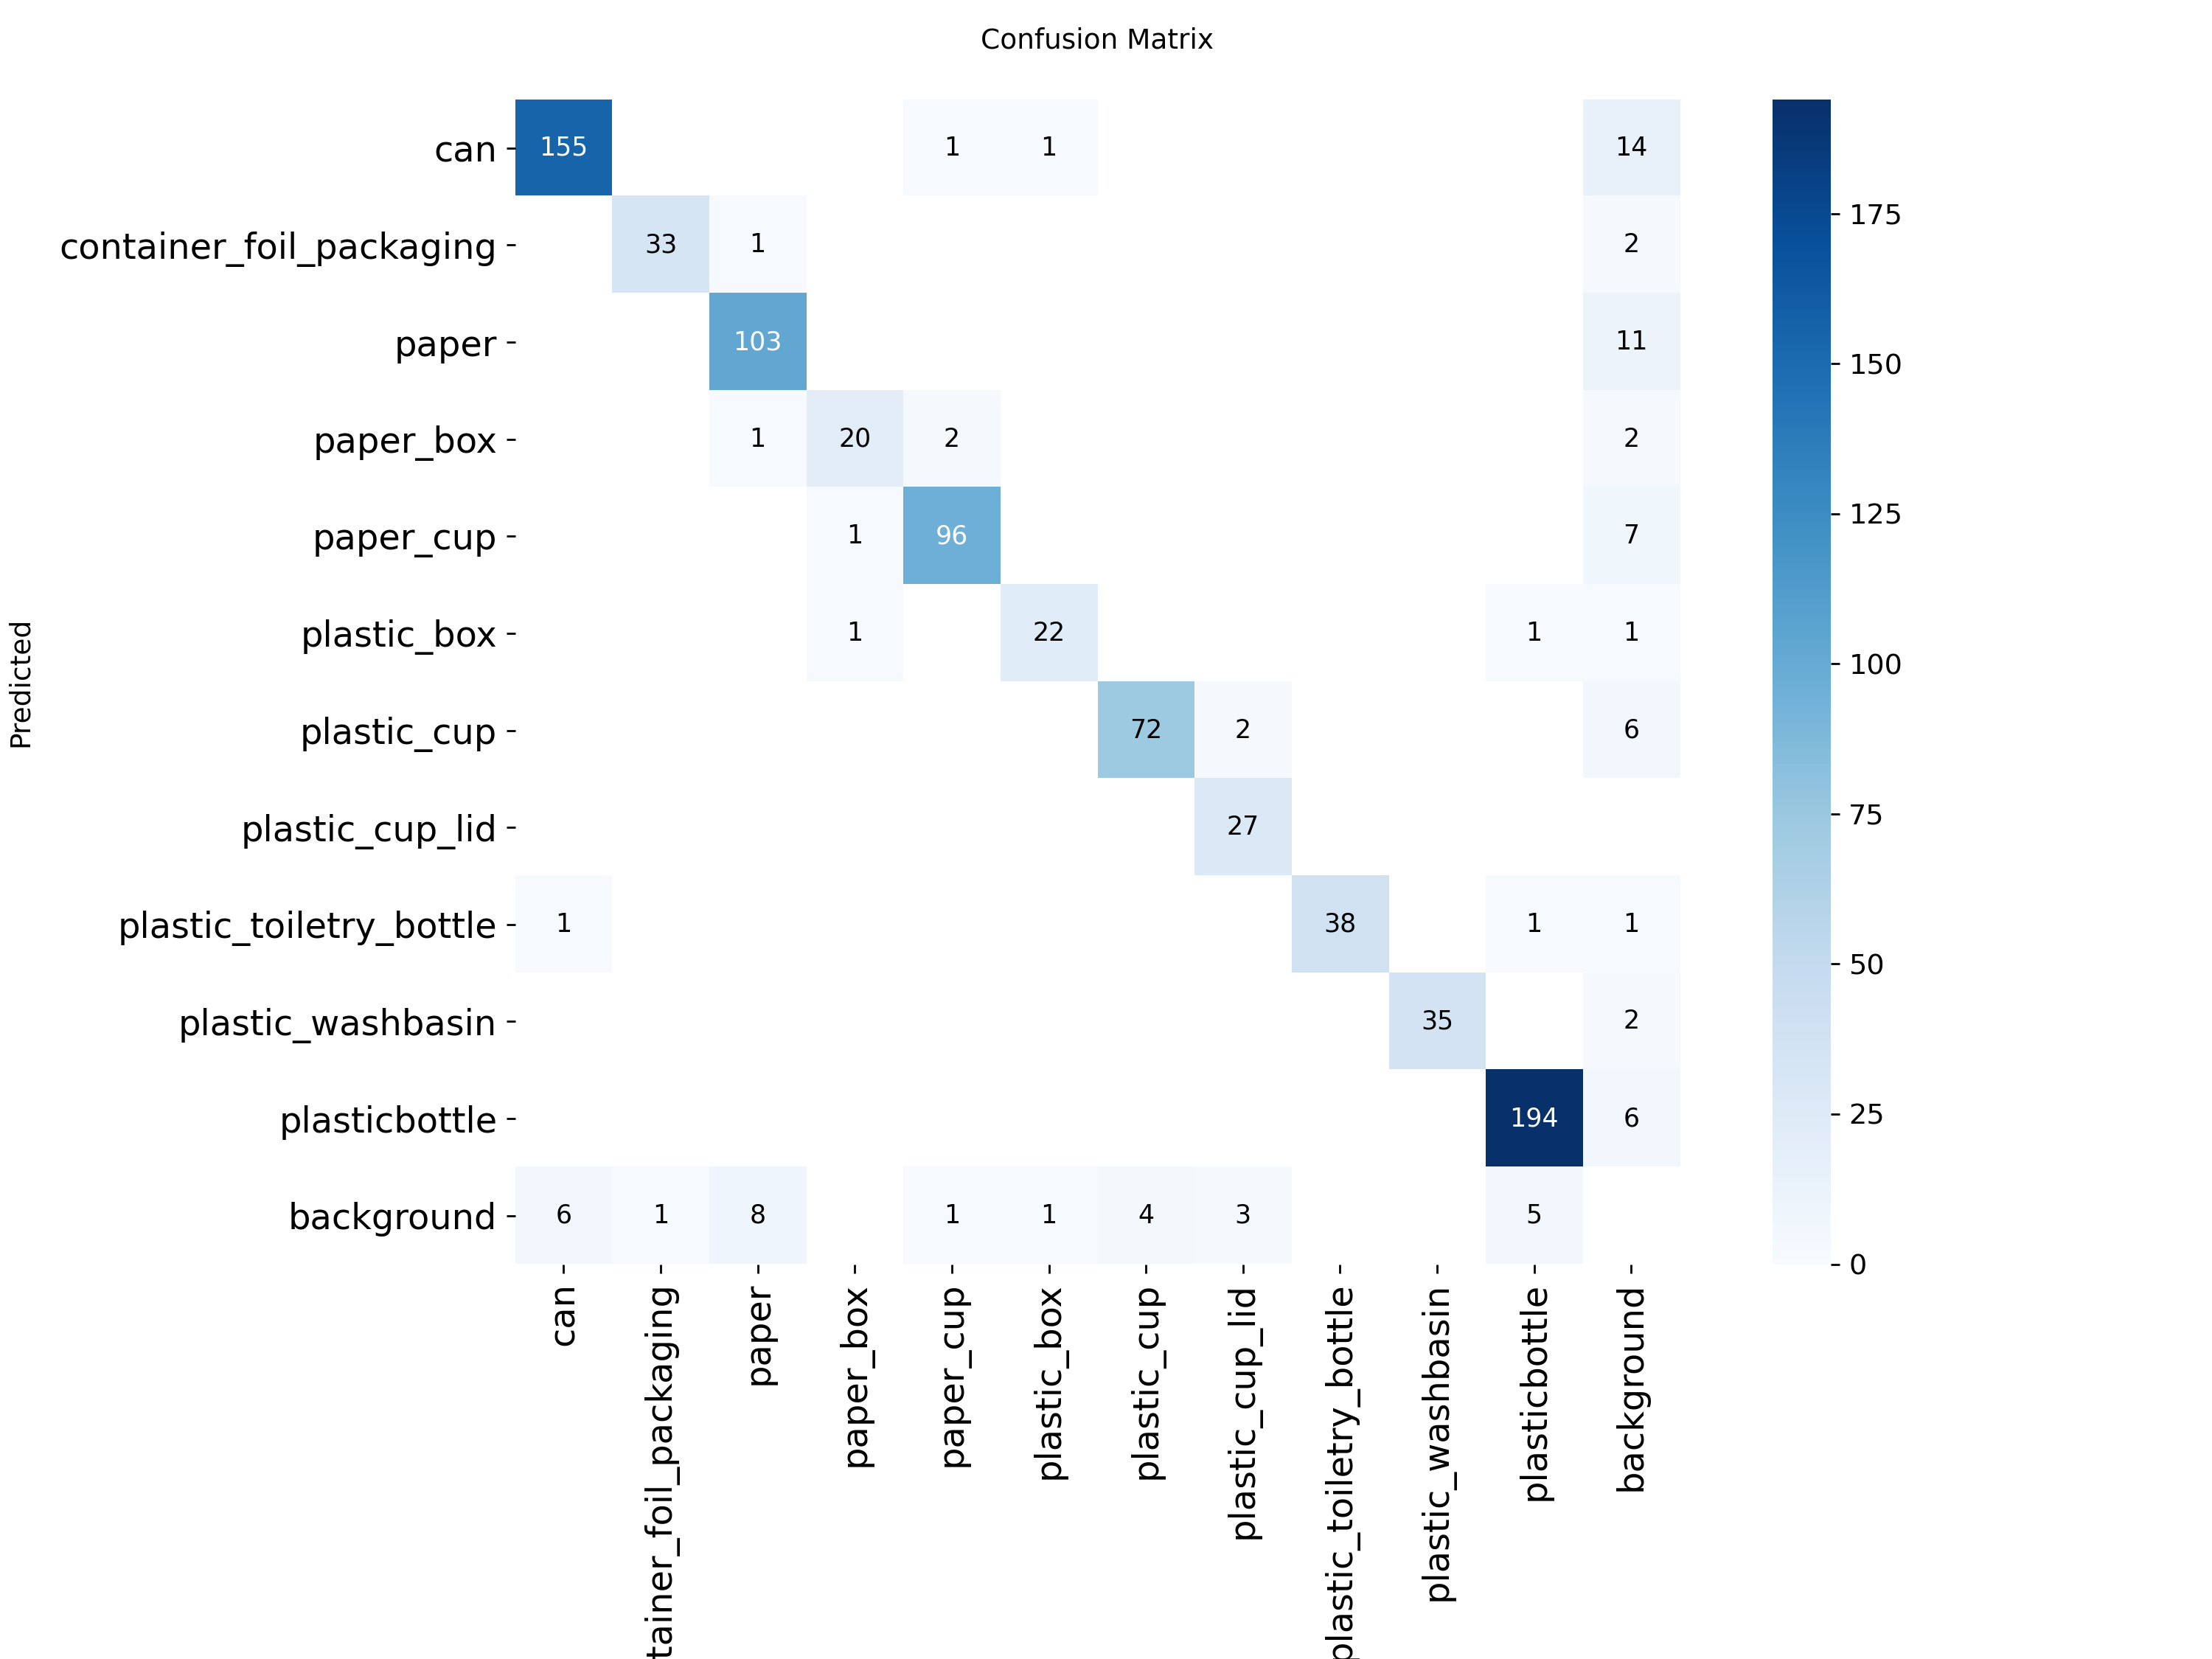 Confusion Matrix
Predicted
can 155 1 1 14
container_foil_packaging 33 1 2
paper 103 11
paper_box 1 20 2 2
paper_cup 1 96 7
plastic_box 1 22 1 1
plastic_cup 72 2 6
plastic_cup_lid 27
plastic_toiletry_bottle 1 38 1 1
plastic_washbasin 35 2
plasticbottle 194 6
background 6 1 8 1 1 4 3 5
can
tainer_foil_packaging
paper
paper_box
paper_cup
plastic_box
plastic_cup
plastic_cup_lid
plastic_toiletry_bottle
plastic_washbasin
plasticbottle
background
175
150
125
100
75
50
25
0